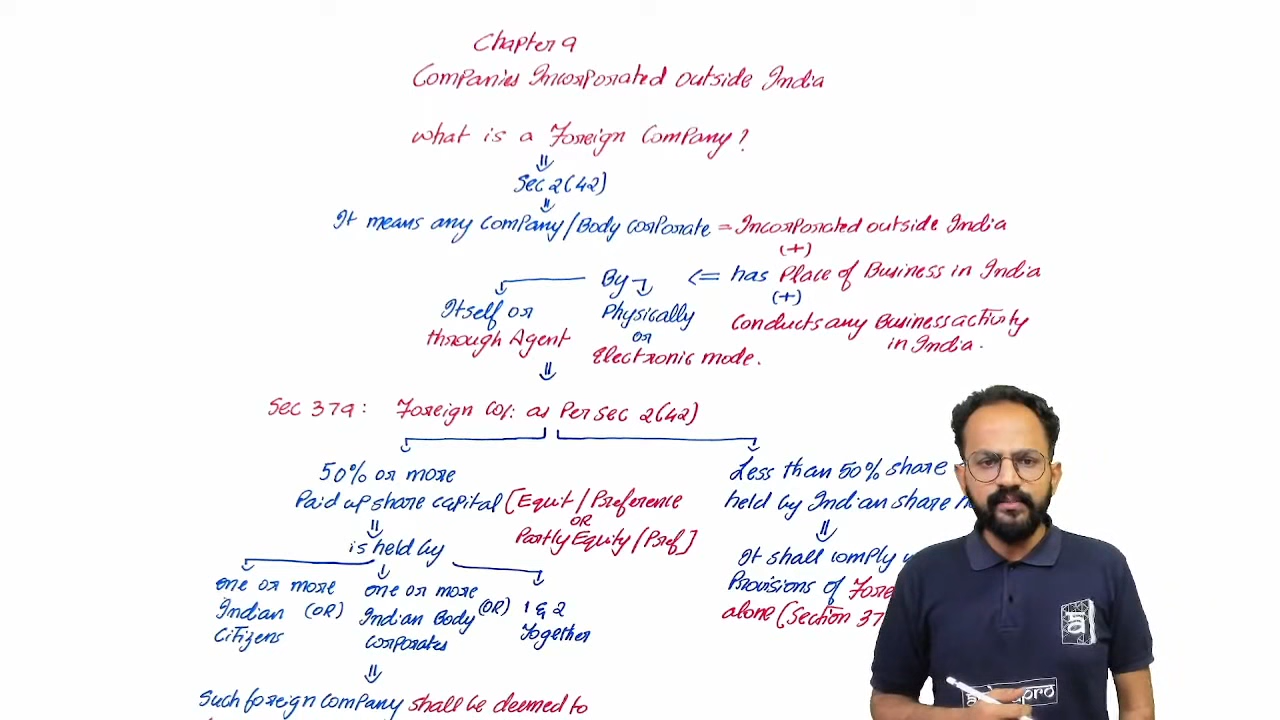 Chapter 9
Companies Incorporated outside India
What is a Foreign Company?
Sec 2(42)
It means any company/Body corporate = Incorporated outside India
(+)
By <= has Place of Business in India
(+)
Itself or
through Agent
Physically
or
Electronic mode.
Conducts any Business activity
in India.
Sec 379: Foreign Co/: as Per sec 2(42)
50% or more
Paid up share capital [Equit/Preference
OR
Partly Equity/Pref]
is held by
one or more
Indian (OR)
Citizens
one or more
Indian Body (OR)
corporates
1 & 2
Together
Such foreign company shall be deemed to
Less than 50% share
held by Indian share
It shall comply
Provisions of
alone (Section